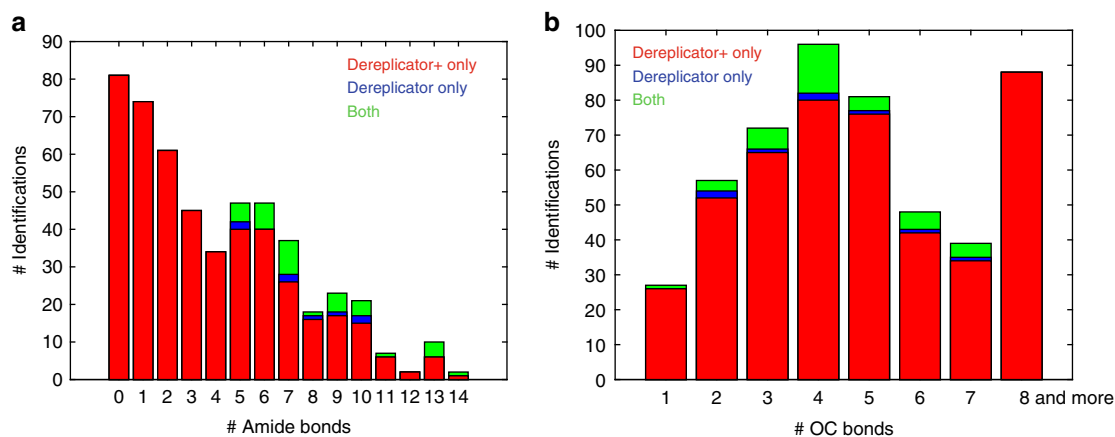 a
90
80
70
60
50
40
30
20
10
0
# Identifications
Dereplicator+ only
Dereplicator only
Both
0 1 2 3 4 5 6 7 8 9 10 11 12 13 14
# Amide bonds
b
100
90
80
70
60
50
40
30
20
10
0
# Identifications
Dereplicator+ only
Dereplicator only
Both
1 2 3 4 5 6 7 8 and more
# OC bonds